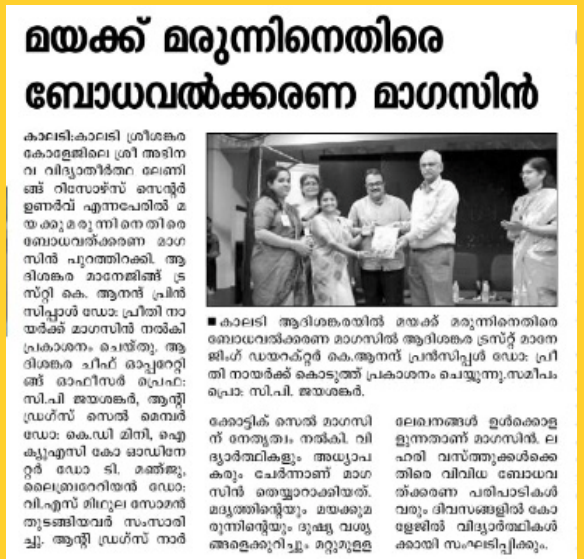 മയക്ക് മരുന്നിനെതിരെ
ബോധവൽക്കരണ മാഗസിൻ
കാലടി:കാലടി ശ്രീശങ്കര
കോളേജിലെ ശ്രീ അഭിന
വ വിദ്യാതീർത്ഥ ലേണി
ങ്ങ് റിസോഴ്സ് സെന്റർ
ഉണർവ് എന്നപേരിൽ മ
യക്കുമരുന്നിനെതിരെ
ബോധവത്ക്കരണ മാഗ
സിൻ പുറത്തിറക്കി. ആ
ദിശങ്കര മാനേജിങ്ങ് ട്ര
സ്റ്റി കെ. ആനന്ദ് പ്രിൻ
സിപ്പാൾ ഡോ: പ്രീതി നാ
യർക്ക് മാഗസിൻ നൽകി
പ്രകാശനം ചെയ്തു. ആ
ദിശങ്കര ചീഫ് ഓപ്പറേറ്റി
ങ്ങ് ഓഫീസർ പ്രെഫ:
സി.പി ജയശങ്കർ, ആന്റി
ഡ്രഗ്സ് സെൽ മെമ്പർ
ഡോ: കെ.ഡി മിനി, ഐ
ക്യുഎസി കോ ഓഡിനേ
റ്റർ ഡോ ടി. മഞ്ജു,
ലൈബ്രറേറിയൻ ഡോ:
വി.എസ് മിഥുല സോമൻ
തുടങ്ങിയവർ സംസാരി
ച്ചു. ആന്റി ഡ്രഗ്സ് നാർ
■ കാലടി ആദിശങ്കരയിൽ മയക്ക് മരുന്നിനെതിരെ
ബോധവൽക്കരണ മാഗസിൽ ആദിശങ്കര ട്രസ്റ്റ് മാനേ
ജിംഗ് ഡയറക്ടർ കെ.ആനന്ദ് പ്രൻസിപ്പൾ ഡോ: പ്രീ
തി നായർക്ക് കൊടുത്ത് പ്രകാശനം ചെയ്യുന്നു.സമീപം
പ്രൊ: സി.പി. ജയശങ്കർ.
ക്കോട്ടിക് സെൽ മാഗസി
ന് നേതൃത്വം നൽകി. വി
ദ്യാർത്ഥികളും അധ്യാപ
കരും ചേർന്നാണ് മാഗ
സിൻ തെയ്യാറാക്കിയത്.
മദ്യത്തിന്റെയും മയക്കുമ
രുന്നിന്റെയും ദൂഷ്യ വശ്യ
ങ്ങളെക്കുറിച്ചും മറ്റുമുള്ള
ലേഖനങ്ങൾ ഉൾക്കൊള
ളുന്നതാണ് മാഗസിൻ. ല
ഹരി വസ്ത്തുക്കൾക്കെ
തിരെ വിവിധ ബോധവ
ത്ക്കരണ പരിപാടികൾ
വരും ദിവസങ്ങളിൽ കോ
ളേജിൽ വിദ്യാർത്ഥികൾ
ക്കായി സംഘടിപ്പിക്കും.